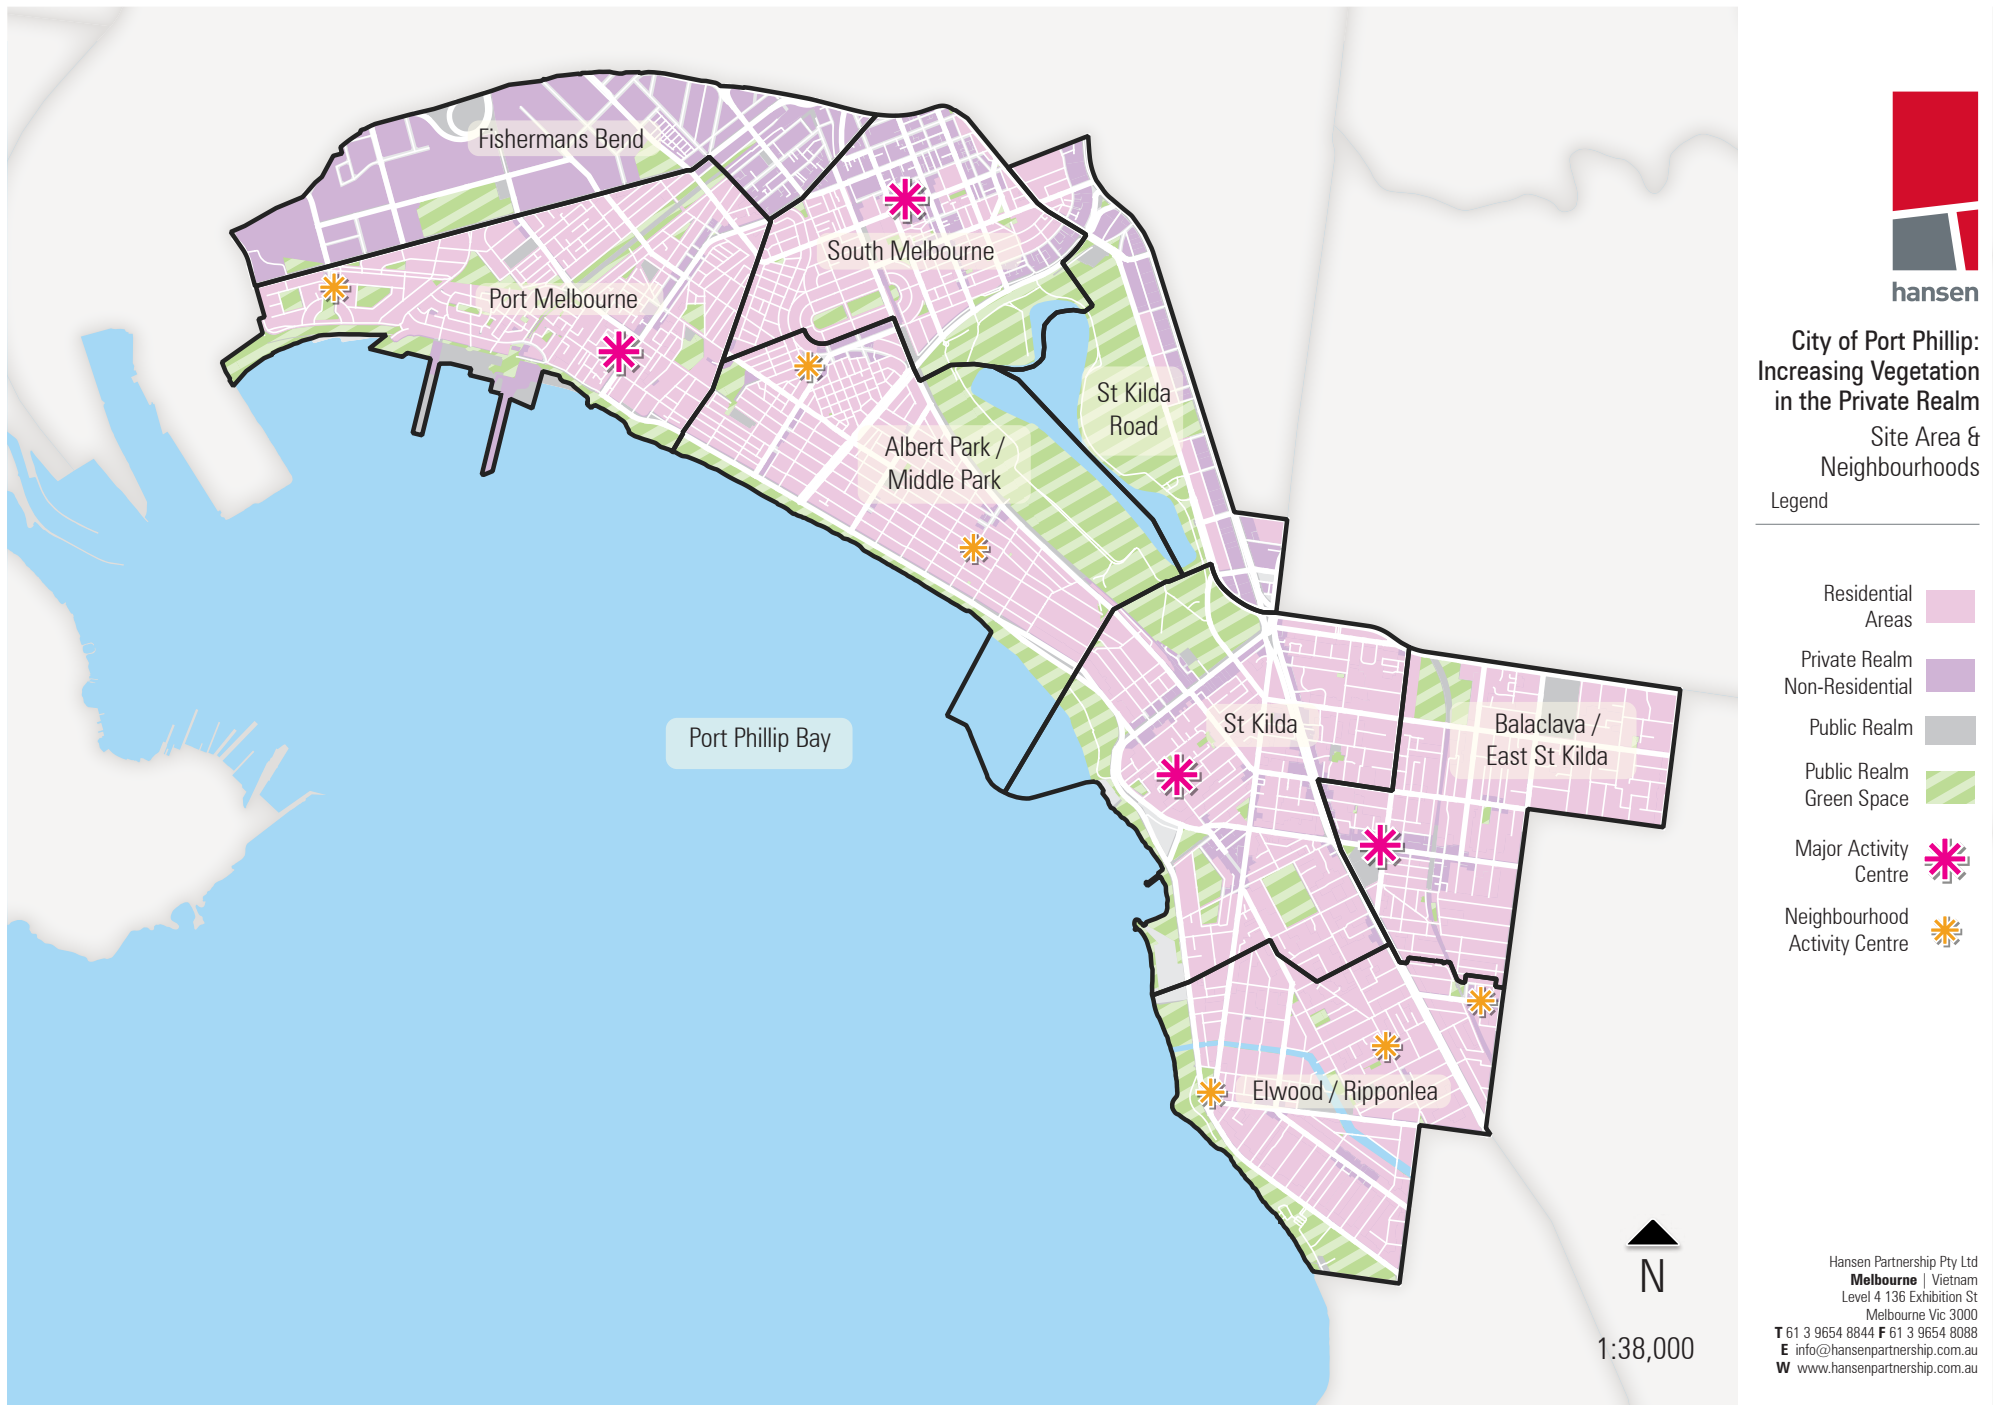 Fishermans Bend
South Melbourne
Port Melbourne
St Kilda
Road
Albert Park /
Middle Park
Port Phillip Bay
St Kilda
Balaclava /
East St Kilda
Elwood / Ripponlea
N
1:38,000
hansen
City of Port Phillip:
Increasing Vegetation
in the Private Realm
Site Area &
Neighbourhoods
Legend
Residential
Areas
Private Realm
Non-Residential
Public Realm
Public Realm
Green Space
Major Activity
Centre
Neighbourhood
Activity Centre
Hansen Partnership Pty Ltd
Melbourne | Vietnam
Level 4 136 Exhibition St
Melbourne Vic 3000
T 61 3 9654 8844 F 61 3 9654 8088
E info@hansenpartnership.com.au
W www.hansenpartnership.com.au